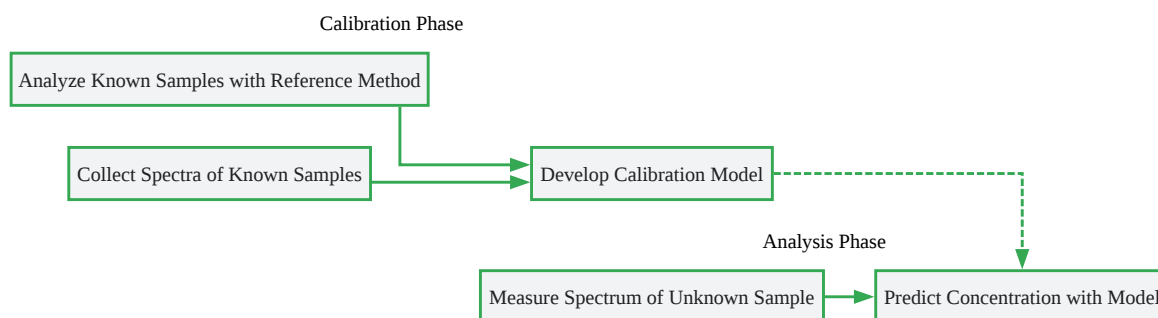 Calibration Phase
Analyze Known Samples with Reference Method
Collect Spectra of Known Samples
Develop Calibration Model
Analysis Phase
Measure Spectrum of Unknown Sample
Predict Concentration with Model